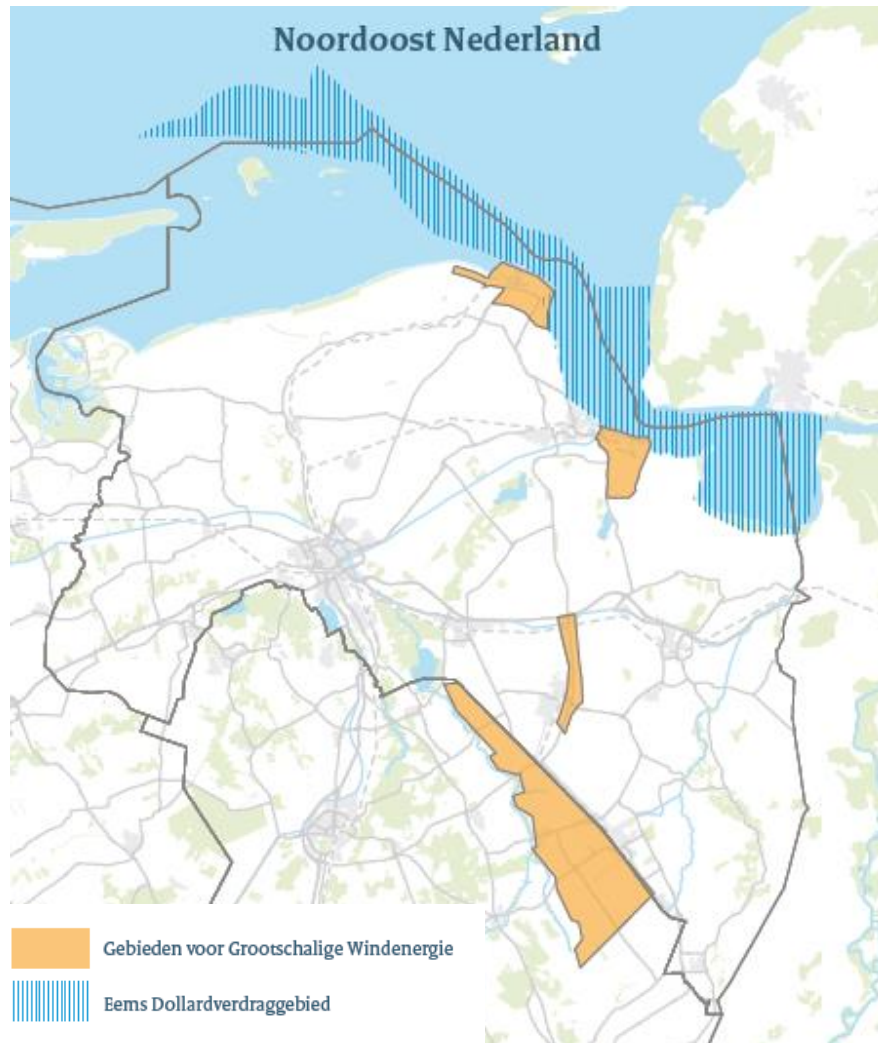 Noordoost Nederland
Gebieden voor Grootschalige Windenergie
Eems Dollardverdraggebied